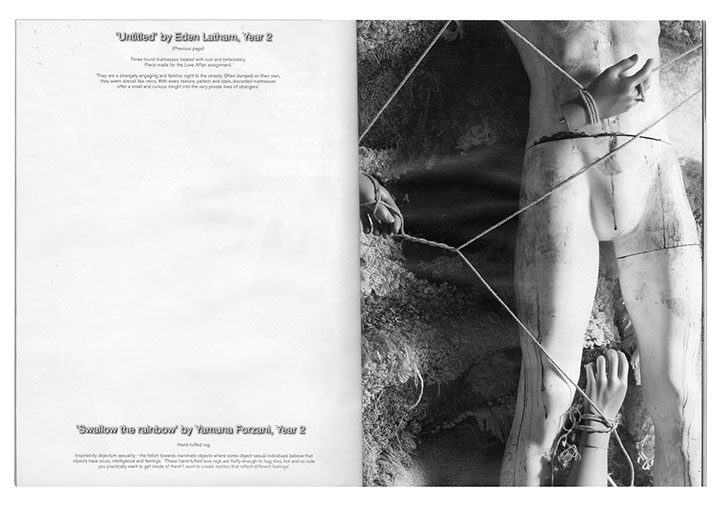 'Untitled' by Eden Latham, Year 2
(Previous page)
Three found mattresses treated with rust and embroidery.
Piece made for the Love Affair assignment.
'They are a strangely engaging and familiar sight to the streets. Often dumped on their own,
they seem almost like relics. With every texture, pattern and stain, discarded mattresses
offer a small and curious insight into the very private lives of strangers'.
'Swallow the rainbow' by Yamuna Forzani, Year 2
Hand-tufted rug.
Inspired by objectum sexuality - the fetish towards inanimate objects where some object-sexual individuals believe that
objects have souls, intelligence and feelings. 'These hand-tufted love rugs are fluffy enough to hug, kiss, lick and so cute
you practically want to get inside of them! I want to create textiles that reflect different feelings'.